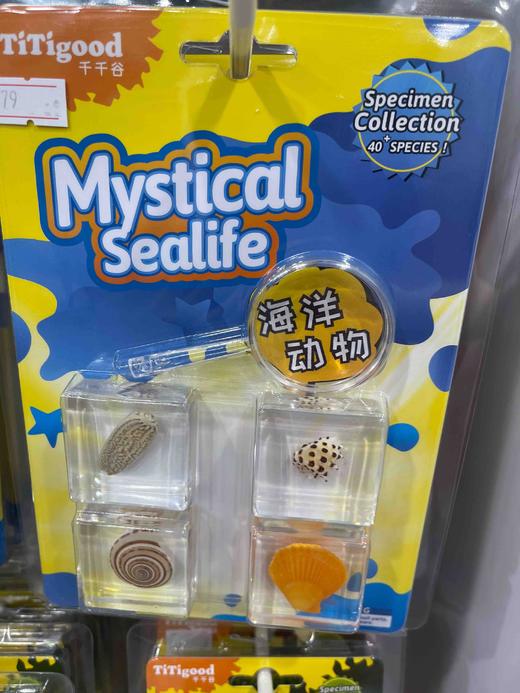 TiTigood
千千谷
79
Specimen
Collection
40+ SPECIES!
Mystical
Sealife
海洋
动物
TiTigood
千千谷
Specimen